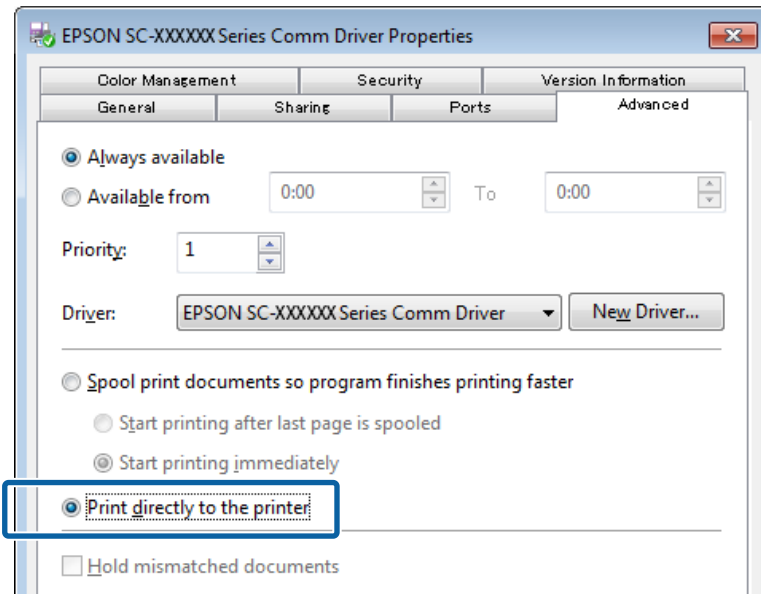 EPSON SC-XXXXXX Series Comm Driver Properties
Color Management Security Version Information
General Sharing Ports Advanced
Always available
Available from 0:00 To 0:00
Priority: 1
Driver: EPSON SC-XXXXXX Series Comm Driver New Driver...
Spool print documents so program finishes printing faster
Start printing after last page is spooled
Start printing immediately
Print directly to the printer
Hold mismatched documents